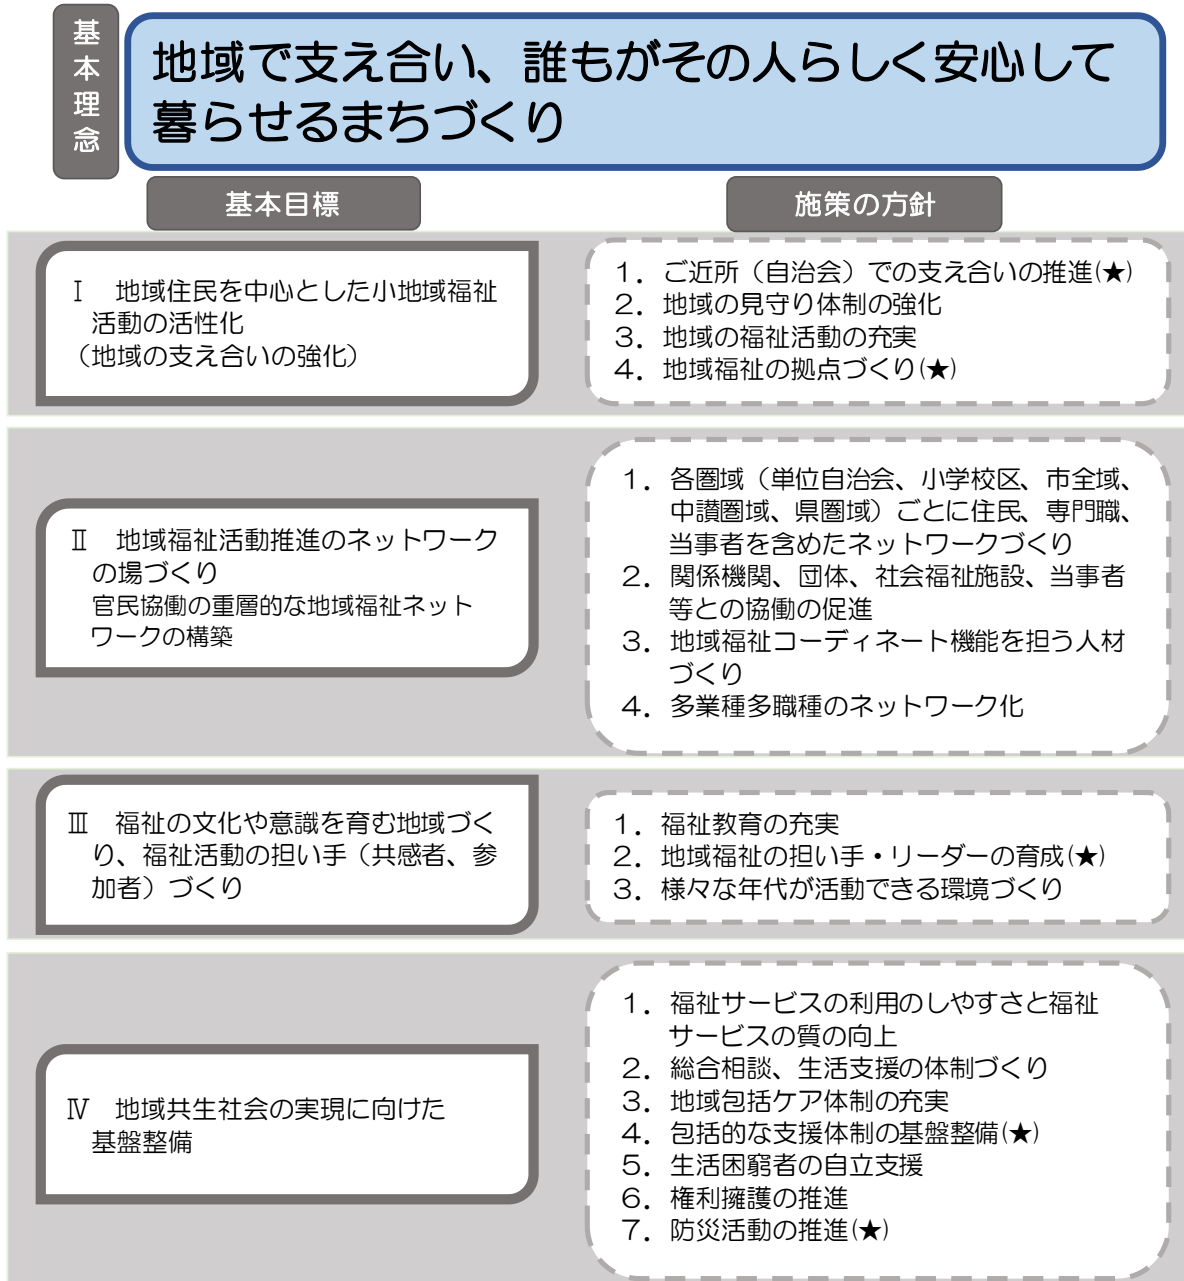 基本理念
地域で支え合い、誰もがその人らしく安心して
暮らせるまちづくり
基本目標
施策の方針
Ⅰ　地域住民を中心とした小地域福祉
活動の活性化
（地域の支え合いの強化）
１．ご近所（自治会）での支え合いの推進(★)
２．地域の見守り体制の強化
３．地域の福祉活動の充実
４．地域福祉の拠点づくり(★)
Ⅱ　地域福祉活動推進のネットワーク
の場づくり
官民協働の重層的な地域福祉ネット
ワークの構築
１．各圏域（単位自治会、小学校区、市全域、
中讃圏域、県圏域）ごとに住民、専門職、
当事者を含めたネットワークづくり
２．関係機関、団体、社会福祉施設、当事者
等との協働の促進
３．地域福祉コーディネート機能を担う人材
づくり
４．多業種多職種のネットワーク化
Ⅲ　福祉の文化や意識を育む地域づく
り、福祉活動の担い手（共感者、参
加者）づくり
１．福祉教育の充実
２．地域福祉の担い手・リーダーの育成(★)
３．様々な年代が活動できる環境づくり
Ⅳ　地域共生社会の実現に向けた
基盤整備
１．福祉サービスの利用のしやすさと福祉
サービスの質の向上
２．総合相談、生活支援の体制づくり
３．地域包括ケア体制の充実
４．包括的な支援体制の基盤整備(★)
５．生活困窮者の自立支援
６．権利擁護の推進
７．防災活動の推進(★)